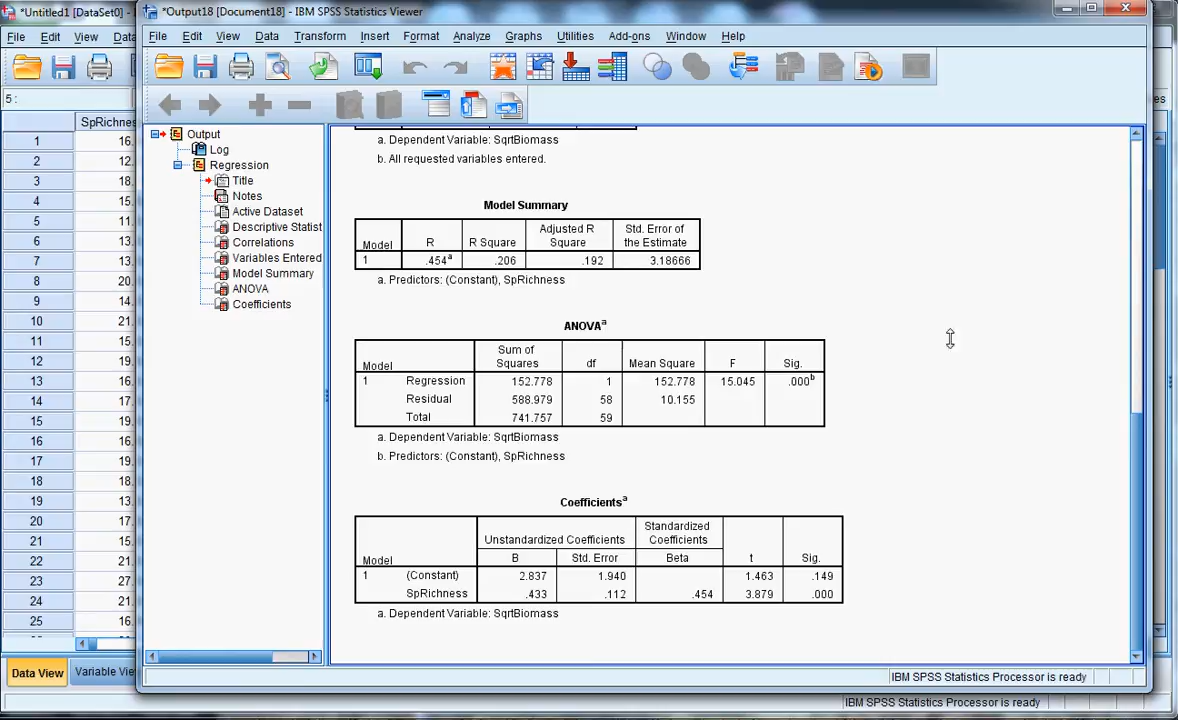 *Untitled1 [DataSet0] -
*Output18 [Document18] - IBM SPSS Statistics Viewer
File Edit View Data
File Edit View Data Transform Insert Format Analyze Graphs Utilities Add-ons Window Help
5 :
SpRichnes
1 16.
2 12.
3 18.
4 15.
5 11.
6 13.
7 13.
8 20.
9 14.
10 21.
11 15.
12 19.
13 16.
14 19.
15 19.
16 16.
17 19.
18 18.
19 13.
20 17.
21 15.
22 21.
23 27.
24 21.
25 16.
Data View Variable Vie
Output
Log
Regression
Title
Notes
Active Dataset
Descriptive Statist
Correlations
Variables Entered
Model Summary
ANOVA
Coefficients
a. Dependent Variable: SqrtBiomass
b. All requested variables entered.
Model Summary
Model R R Square Adjusted R Square Std. Error of the Estimate
1 .454a .206 .192 3.18666
a. Predictors: (Constant), SpRichness
ANOVAa
Model Sum of Squares df Mean Square F Sig.
1 Regression 152.778 1 152.778 15.045 .000b
Residual 588.979 58 10.155
Total 741.757 59
a. Dependent Variable: SqrtBiomass
b. Predictors: (Constant), SpRichness
Coefficientsa
Unstandardized Coefficients Standardized Coefficients
Model B Std. Error Beta t Sig.
1 (Constant) 2.837 1.940 1.463 .149
SpRichness .433 .112 .454 3.879 .000
a. Dependent Variable: SqrtBiomass
IBM SPSS Statistics Processor is ready
IBM SPSS Statistics Processor is ready